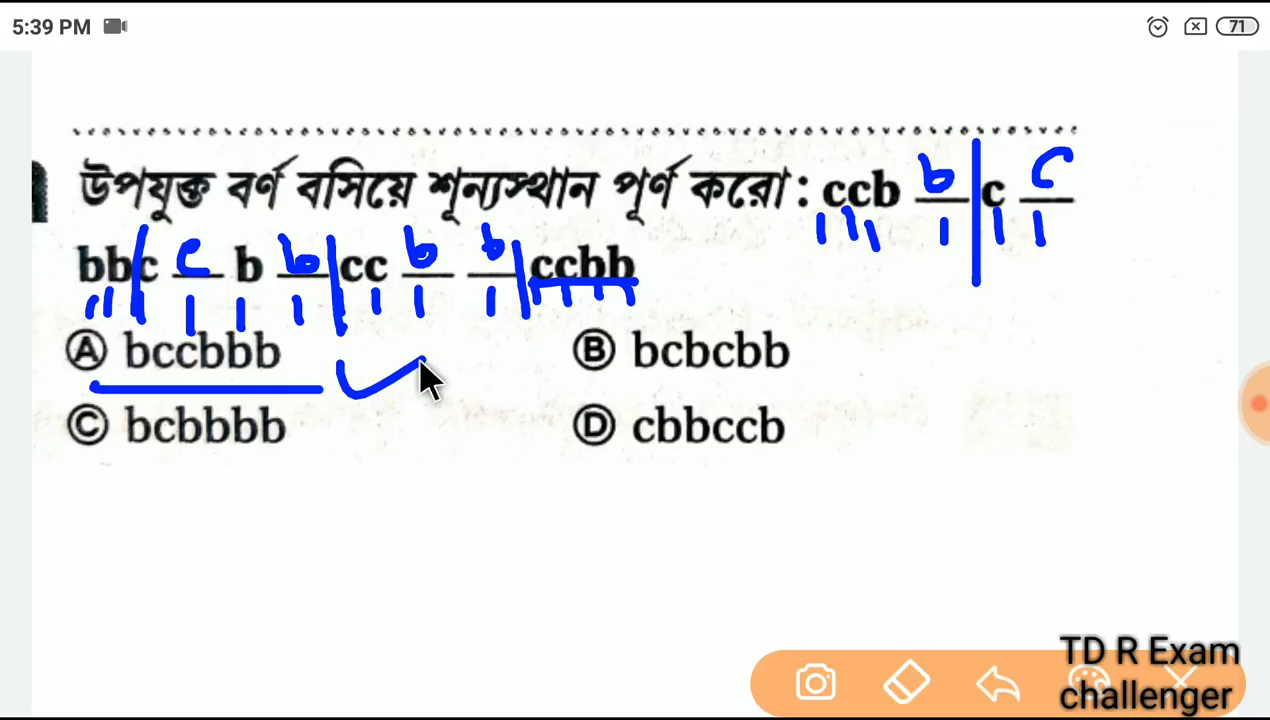 5:39 PM 71
উপযুক্ত বর্ণ বসিয়ে শূন্যস্থান পূর্ণ করো : ccb b c c
bbc c b b cc b b ccbb
Ⓐ bccbbb Ⓑ bcbcbb
Ⓒ bcbbbb Ⓓ cbbccb
TD R Exam
challenger